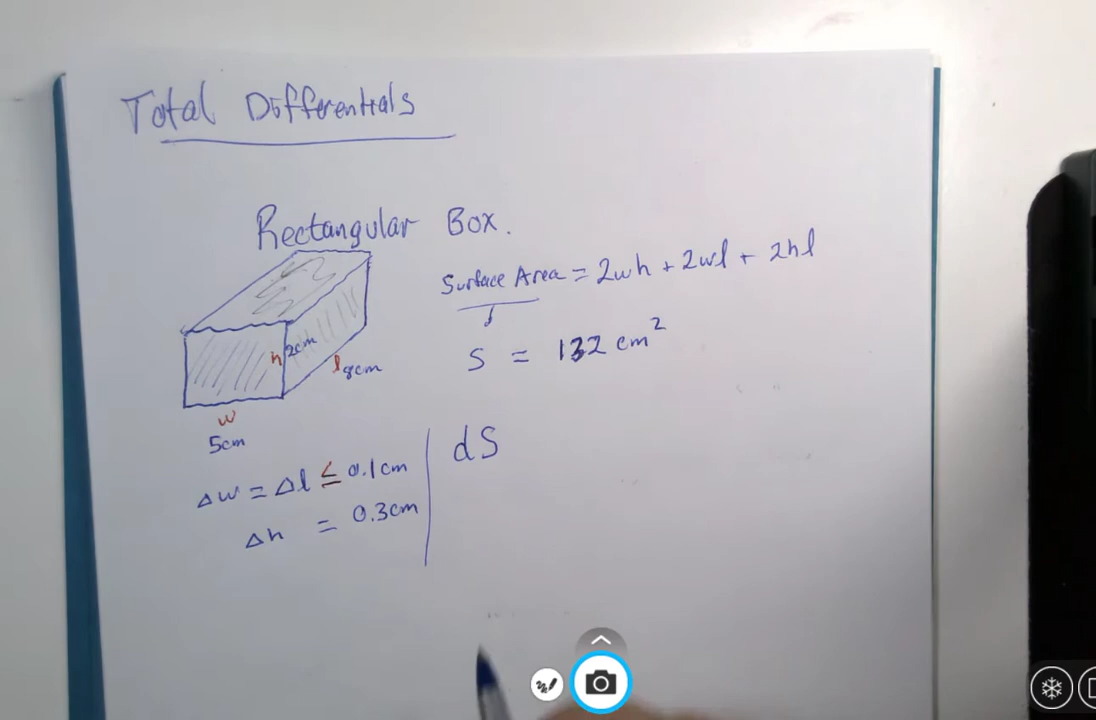 Total Differentials
Rectangular Box.
Surface Area = 2wh + 2wl + 2hl
S = 132 cm²
h 2cm
l 8cm
w
5cm
Δw = Δl ≤ 0.1cm
Δh = 0.3cm
dS